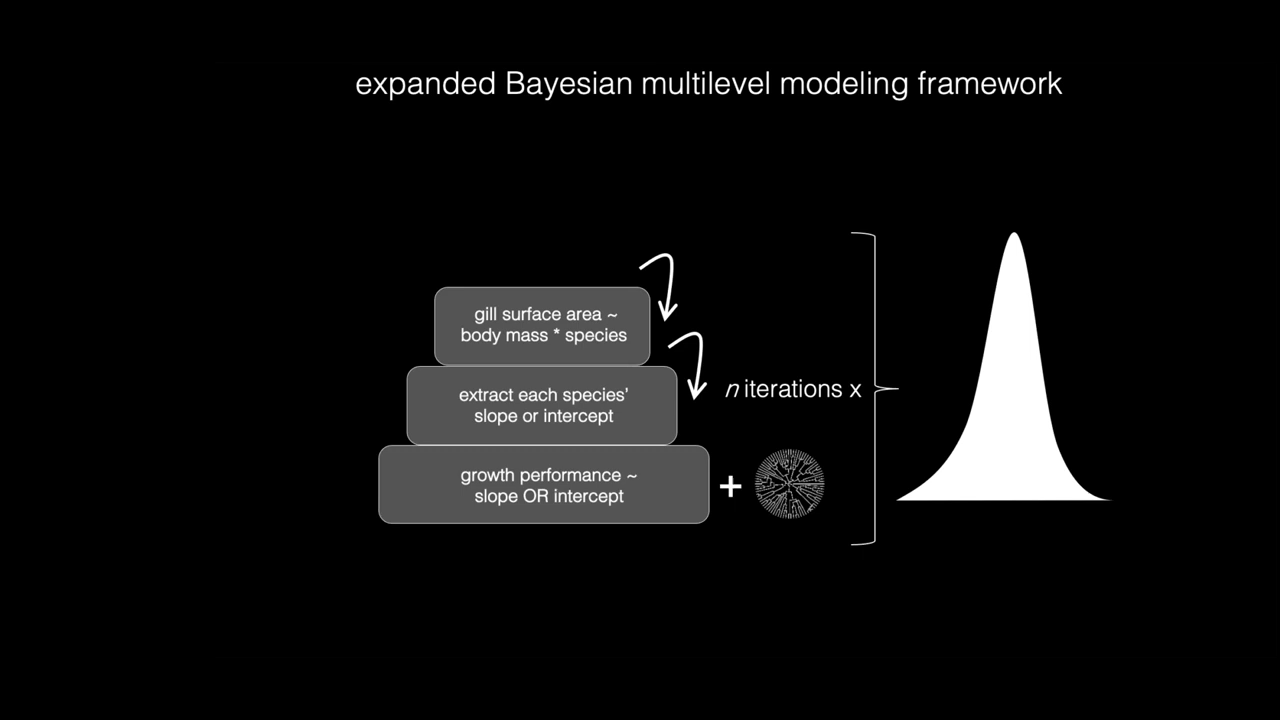 expanded Bayesian multilevel modeling framework
gill surface area ~
body mass * species
extract each species'
slope or intercept
n iterations x
growth performance ~
slope OR intercept
+